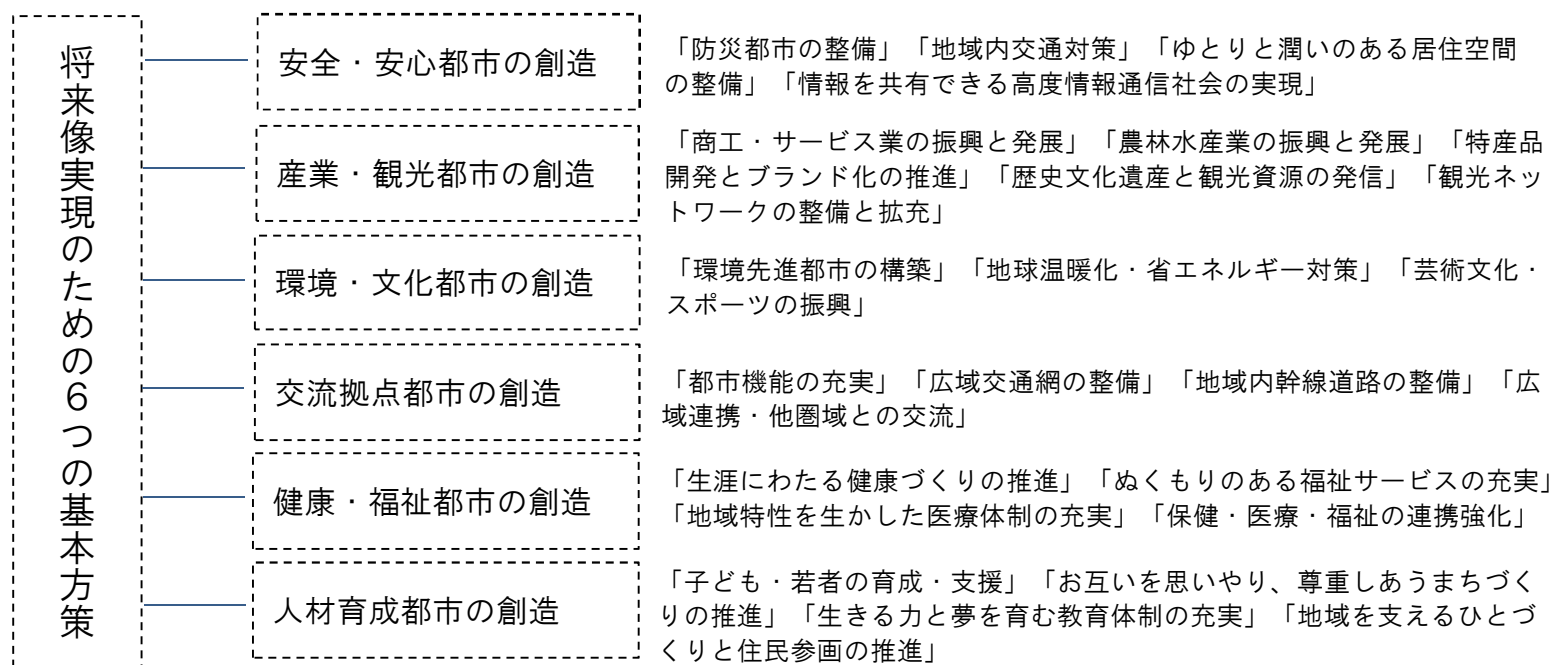 将来像実現のための6つの基本方策
安全・安心都市の創造
「防災都市の整備」「地域内交通対策」「ゆとりと潤いのある居住空間
の整備」「情報を共有できる高度情報通信社会の実現」
産業・観光都市の創造
「商工・サービス業の振興と発展」「農林水産業の振興と発展」「特産品
開発とブランド化の推進」「歴史文化遺産と観光資源の発信」「観光ネッ
トワークの整備と拡充」
環境・文化都市の創造
「環境先進都市の構築」「地球温暖化・省エネルギー対策」「芸術文化・
スポーツの振興」
交流拠点都市の創造
「都市機能の充実」「広域交通網の整備」「地域内幹線道路の整備」「広
域連携・他圏域との交流」
健康・福祉都市の創造
「生涯にわたる健康づくりの推進」「ぬくもりのある福祉サービスの充実」
「地域特性を生かした医療体制の充実」「保健・医療・福祉の連携強化」
人材育成都市の創造
「子ども・若者の育成・支援」「お互いを思いやり、尊重しあうまちづく
りの推進」「生きる力と夢を育む教育体制の充実」「地域を支えるひとづ
くりと住民参画の推進」